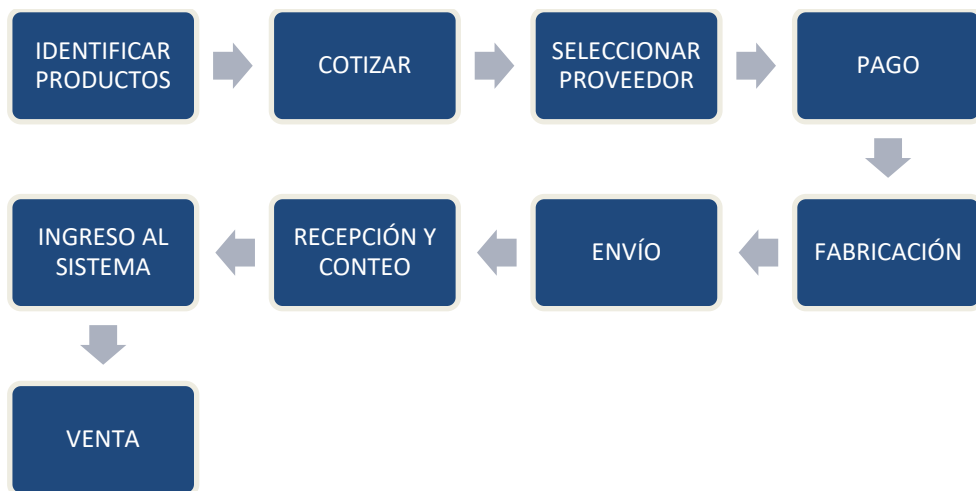 IDENTIFICAR
PRODUCTOS
COTIZAR
SELECCIONAR
PROVEEDOR
PAGO
FABRICACIÓN
ENVÍO
RECEPCIÓN Y
CONTEO
INGRESO AL
SISTEMA
VENTA